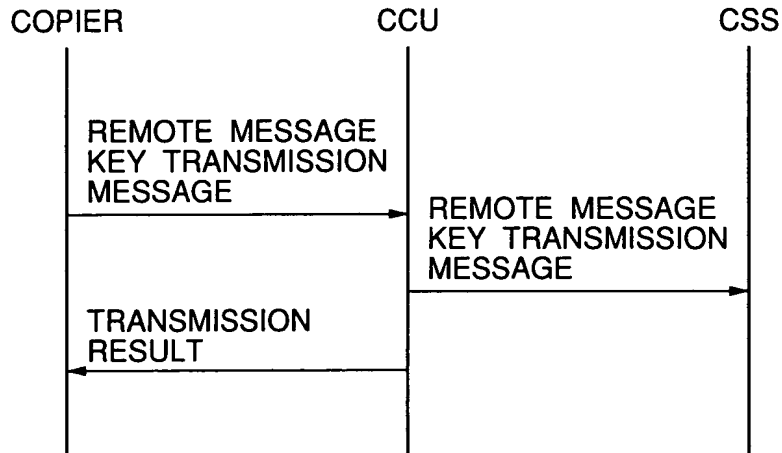 COPIER CCU CSS
REMOTE MESSAGE
KEY TRANSMISSION
MESSAGE
REMOTE MESSAGE
KEY TRANSMISSION
MESSAGE
TRANSMISSION
RESULT